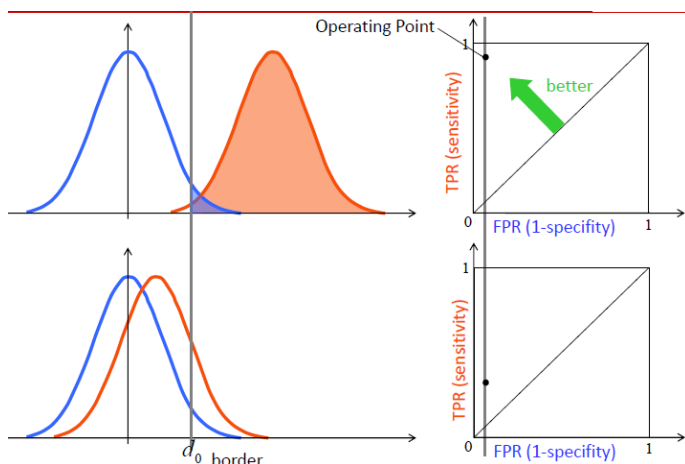 Operating Point
1
better
TPR (sensitivity)
0
FPR (1-specifity)
1
1
TPR (sensitivity)
0
FPR (1-specifity)
1
d₀ border